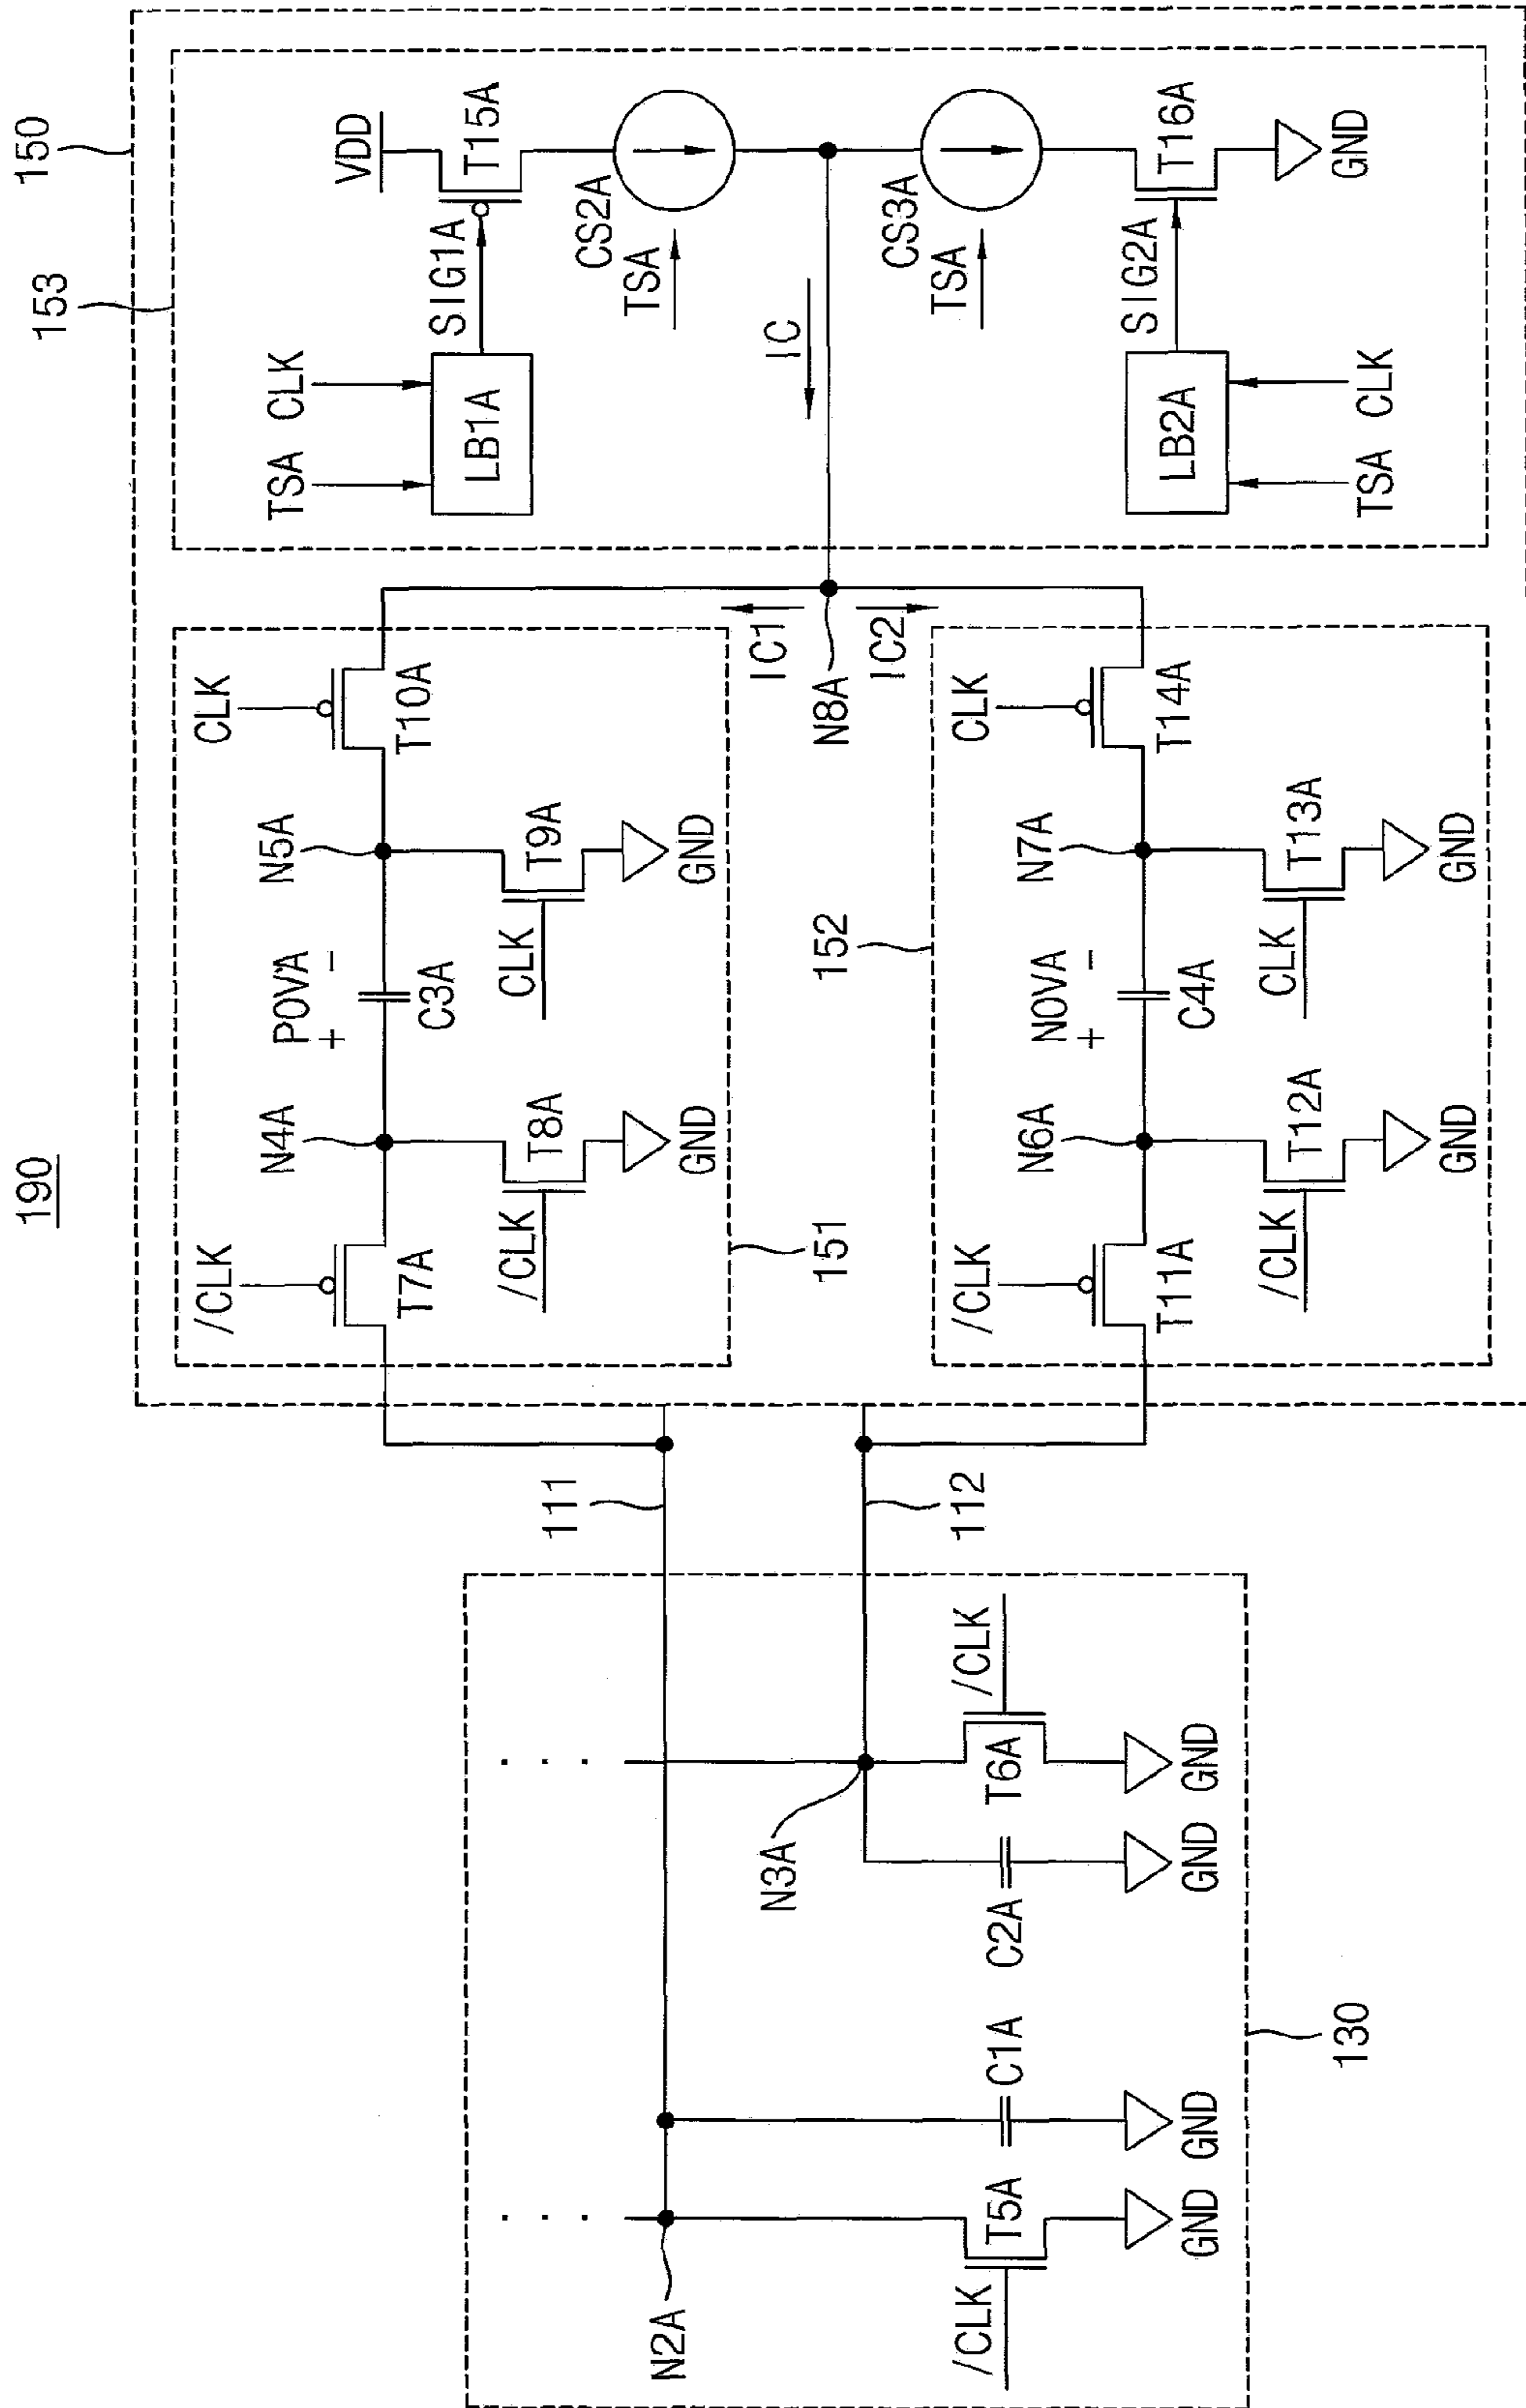 190
150
153
VDD
T15A
SIG1A
TSA
CLK
LB1A
CS2A
TSA
IC
CS3A
TSA
SIG2A
T16A
GND
LB2A
TSA
CLK
151
/CLK
T7A
N4A
/CLK
T8A
GND
POVA
+ -
C3A
N5A
CLK
T9A
GND
CLK
T10A
IC1
N8A
IC2
152
/CLK
T11A
N6A
/CLK
T12A
GND
NOVA
+ -
C4A
N7A
CLK
T13A
GND
CLK
T14A
111
112
130
. . .
. . .
N2A
/CLK
T5A
GND
C1A
GND
N3A
C2A
GND
T6A
/CLK
GND